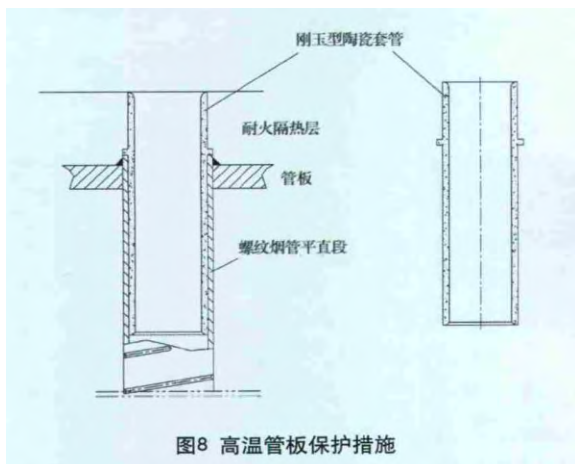 刚玉型陶瓷套管
耐火隔热层
管板
螺纹烟管平直段
图8 高温管板保护措施